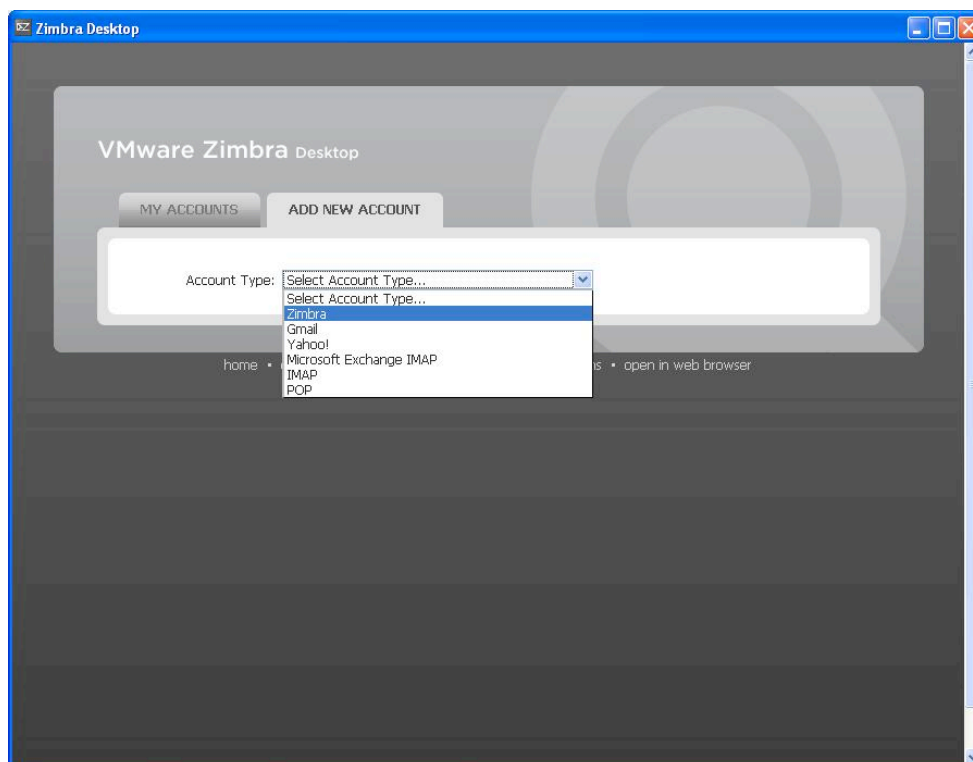 Zimbra Desktop
VMware Zimbra Desktop
MY ACCOUNTS
ADD NEW ACCOUNT
Account Type: Select Account Type...
Select Account Type...
Zimbra
Gmail
Yahoo!
Microsoft Exchange IMAP
IMAP
POP
home • • open in web browser